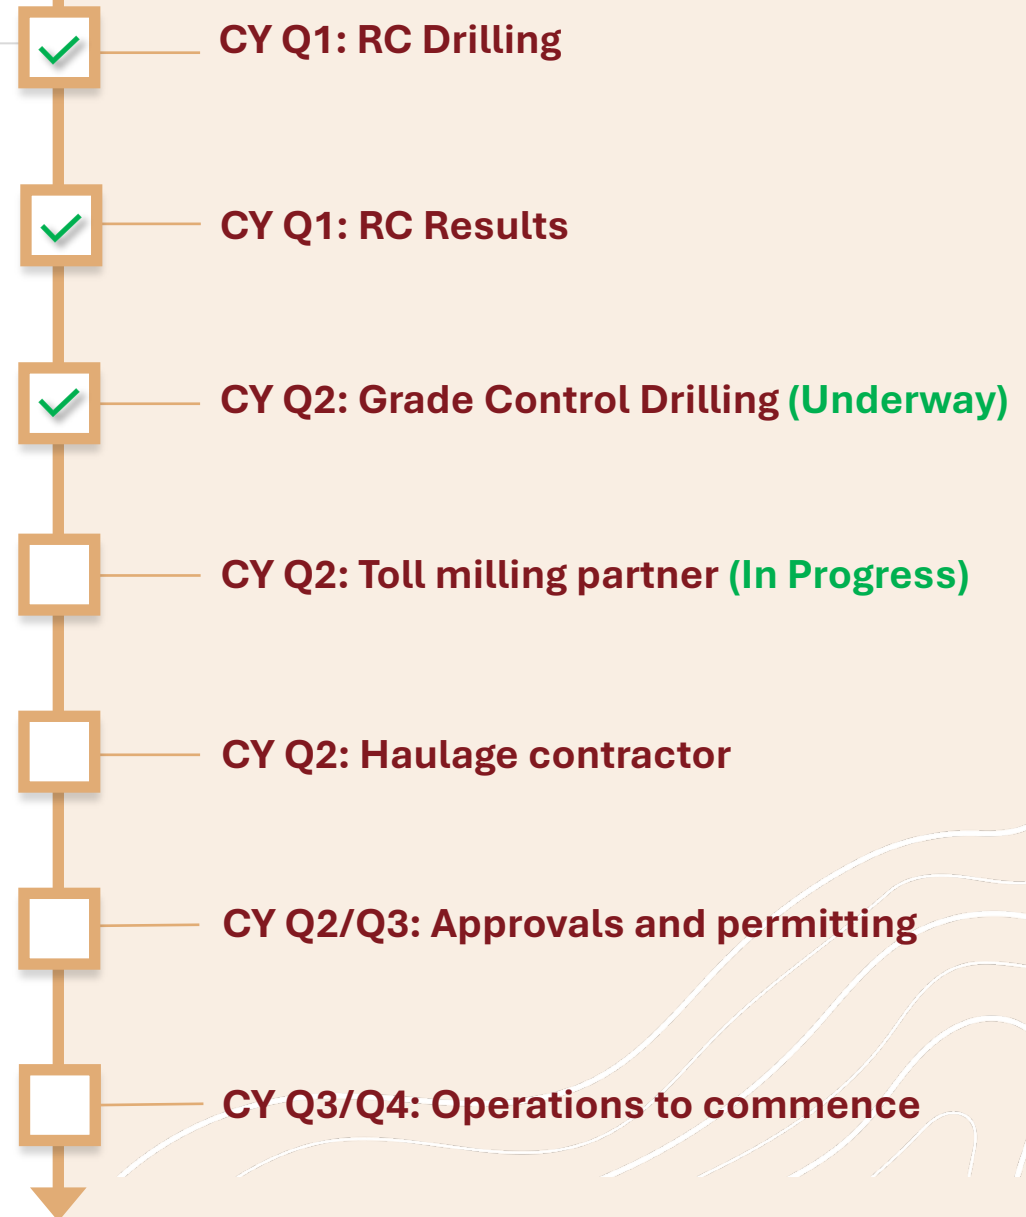 CY Q1: RC Drilling
CY Q1: RC Results
CY Q2: Grade Control Drilling (Underway)
CY Q2: Toll milling partner (In Progress)
CY Q2: Haulage contractor
CY Q2/Q3: Approvals and permitting
CY Q3/Q4: Operations to commence